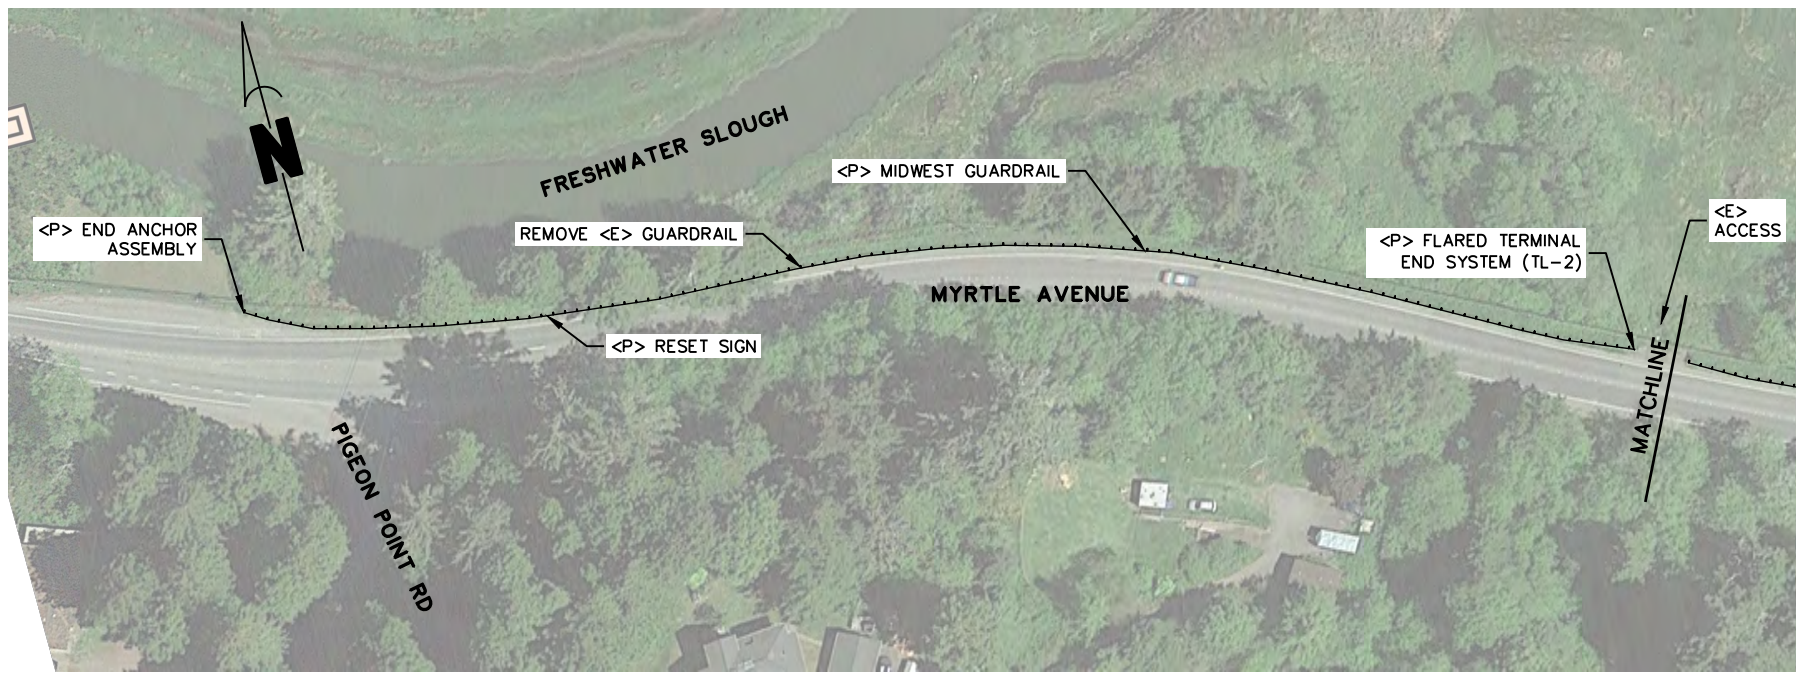 N
FRESHWATER SLOUGH
<P> MIDWEST GUARDRAIL
<E>
ACCESS
<P> END ANCHOR
ASSEMBLY
REMOVE <E> GUARDRAIL
<P> FLARED TERMINAL
END SYSTEM (TL-2)
MYRTLE AVENUE
<P> RESET SIGN
MATCHLINE
PIGEON POINT RD